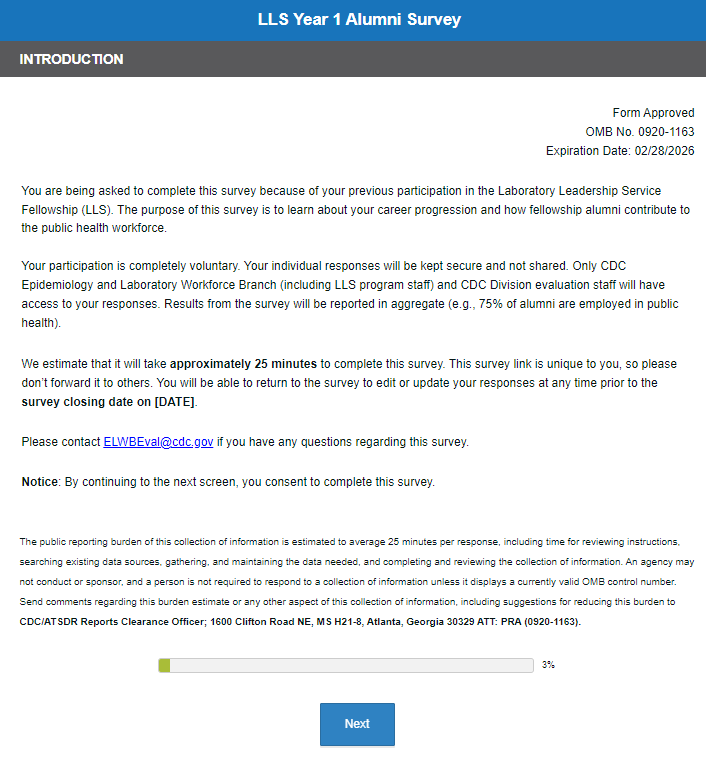 LLS Year 1 Alumni Survey
INTRODUCTION
Form Approved
OMB No. 0920-1163
Expiration Date: 02/28/2026
You are being asked to complete this survey because of your previous participation in the Laboratory Leadership Service
Fellowship (LLS). The purpose of this survey is to learn about your career progression and how fellowship alumni contribute to
the public health workforce.
Your participation is completely voluntary. Your individual responses will be kept secure and not shared. Only CDC
Epidemiology and Laboratory Workforce Branch (including LLS program staff) and CDC Division evaluation staff will have
access to your responses. Results from the survey will be reported in aggregate (e.g., 75% of alumni are employed in public
health).
We estimate that it will take approximately 25 minutes to complete this survey. This survey link is unique to you, so please
don't forward it to others. You will be able to return to the survey to edit or update your responses at any time prior to the
survey closing date on [DATE].
Please contact ELWBEval@cdc.gov if you have any questions regarding this survey.
Notice: By continuing to the next screen, you consent to complete this survey.
The public reporting burden of this collection of information is estimated to average 25 minutes per response, including time for reviewing instructions,
searching existing data sources, gathering, and maintaining the data needed, and completing and reviewing the collection of information. An agency may
not conduct or sponsor, and a person is not required to respond to a collection of information unless it displays a currently valid OMB control number.
Send comments regarding this burden estimate or any other aspect of this collection of information, including suggestions for reducing this burden to
CDC/ATSDR Reports Clearance Officer; 1600 Clifton Road NE, MS H21-8, Atlanta, Georgia 30329 ATT: PRA (0920-1163).
3%
Next